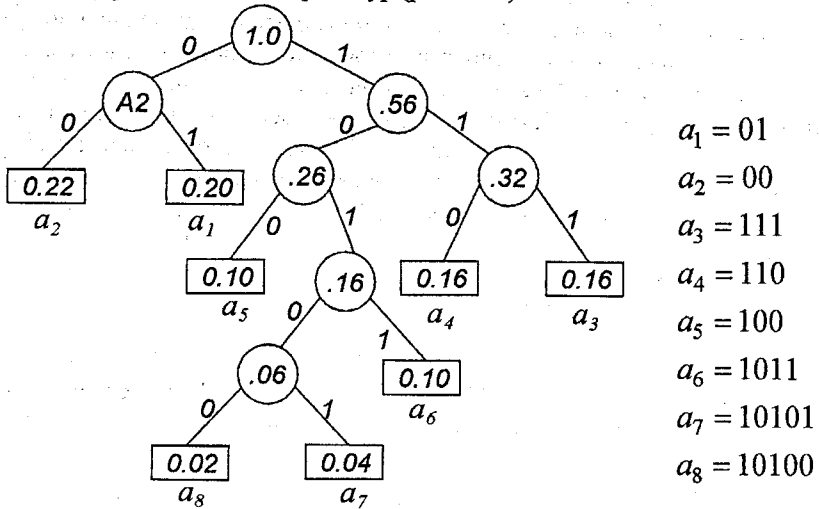 1.0
0 1
A2
.56
0 1
0 1
a₁ = 01
.26
.32
0.22
0.20
a₂ = 00
a₂
a₁
0 1
0 1
a₃ = 111
0.10
.16
0.16
0.16
a₄ = 110
a₅
a₄
a₃
0 1
a₅ = 100
.06
0.10
a₆ = 1011
a₆
0 1
a₇ = 10101
0.02
0.04
a₈ = 10100
a₈
a₇